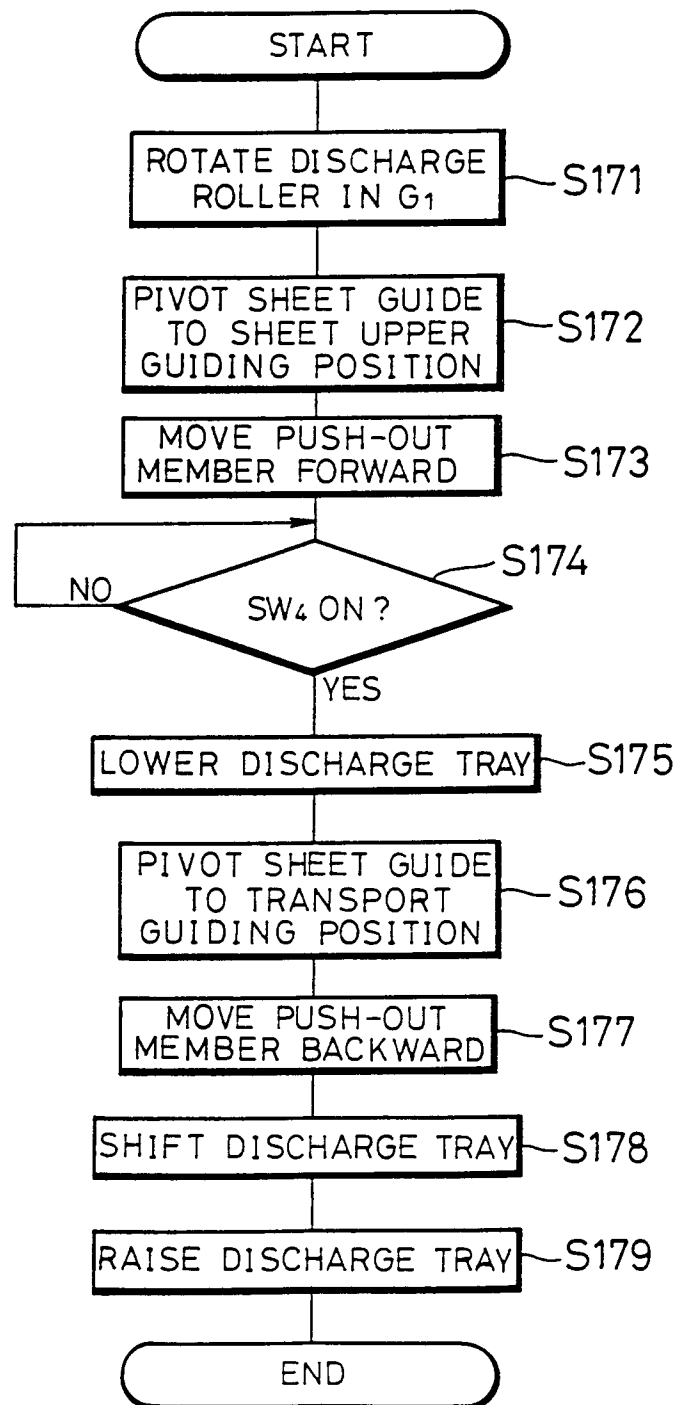 START
ROTATE DISCHARGE
ROLLER IN G₁
S171
PIVOT SHEET GUIDE
TO SHEET UPPER
GUIDING POSITION
S172
MOVE PUSH-OUT
MEMBER FORWARD
S173
S174
NO
SW₄ ON ?
YES
LOWER DISCHARGE TRAY
S175
PIVOT SHEET GUIDE
TO TRANSPORT
GUIDING POSITION
S176
MOVE PUSH-OUT
MEMBER BACKWARD
S177
SHIFT DISCHARGE TRAY
S178
RAISE DISCHARGE TRAY
S179
END